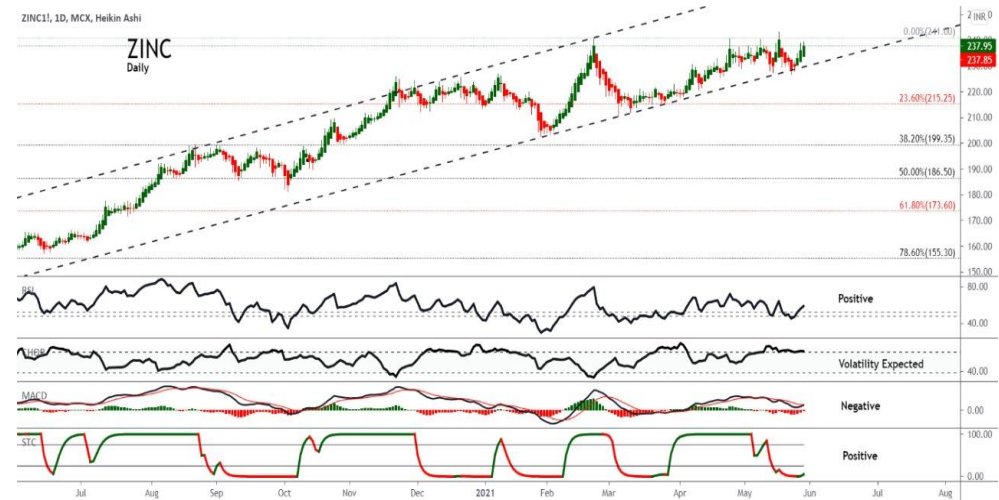 ZINC1!, 1D, MCX, Heikin Ashi
ZINC
Daily
INR
0.00%(241.00)
237.95
237.85
220.00
23.60%(215.25)
210.00
38.20%(199.35)
200.00
190.00
50.00%(186.50)
180.00
61.80%(173.60)
170.00
160.00
78.60%(155.30)
150.00
RSI
80.00
Positive
40.00
CHOP
Volatility Expected
40.00
MACD
Negative
0.00
STC
100.00
Positive
0.00
Jul Aug Sep Oct Nov Dec 2021 Feb Mar Apr May Jun Jul Aug